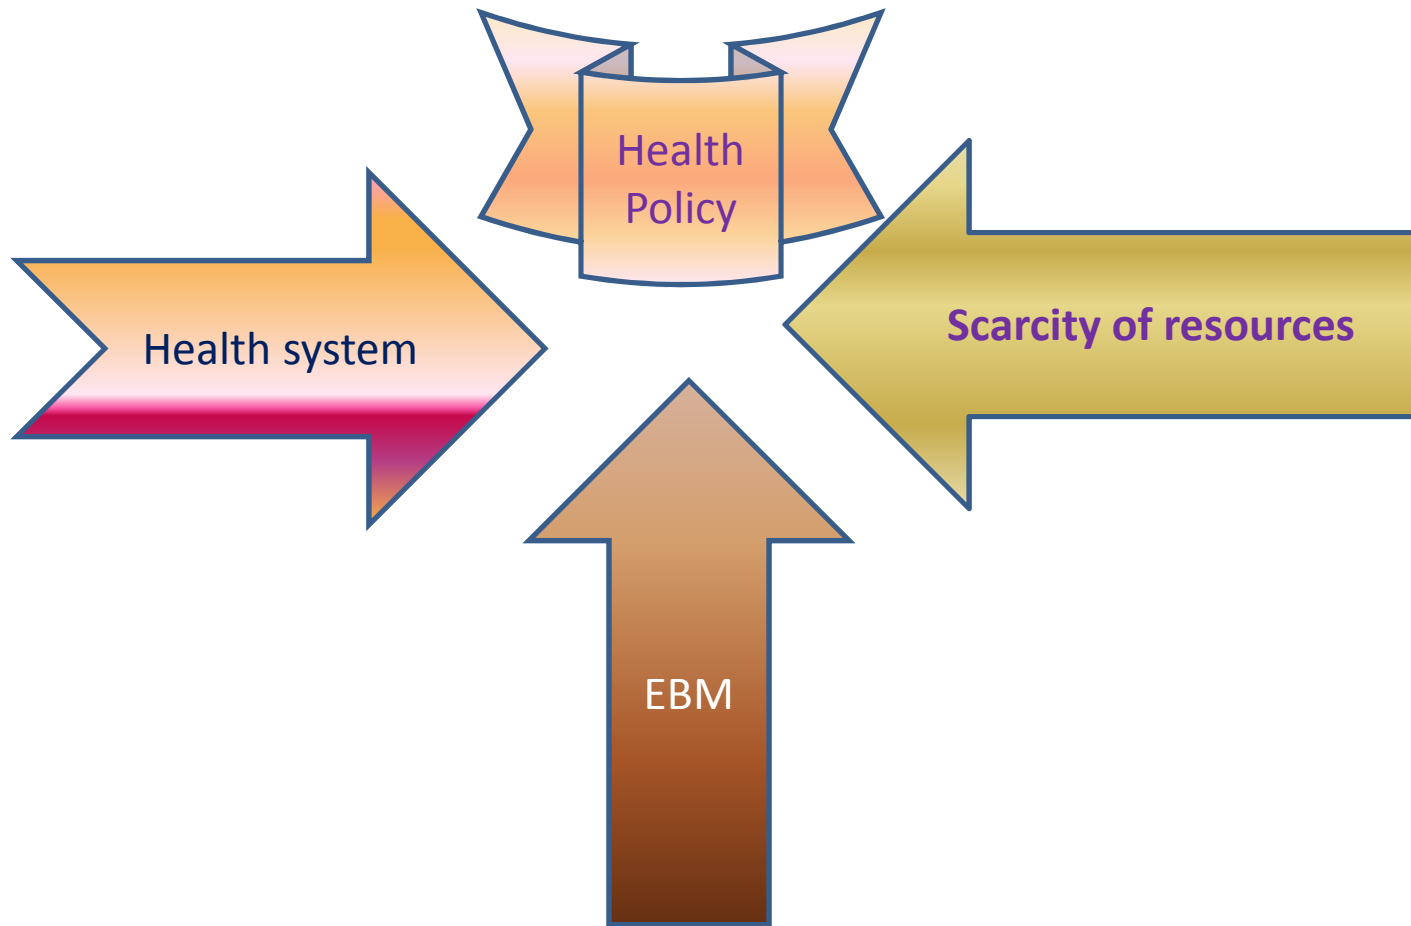 Health
Policy
Health system
Scarcity of resources
EBM